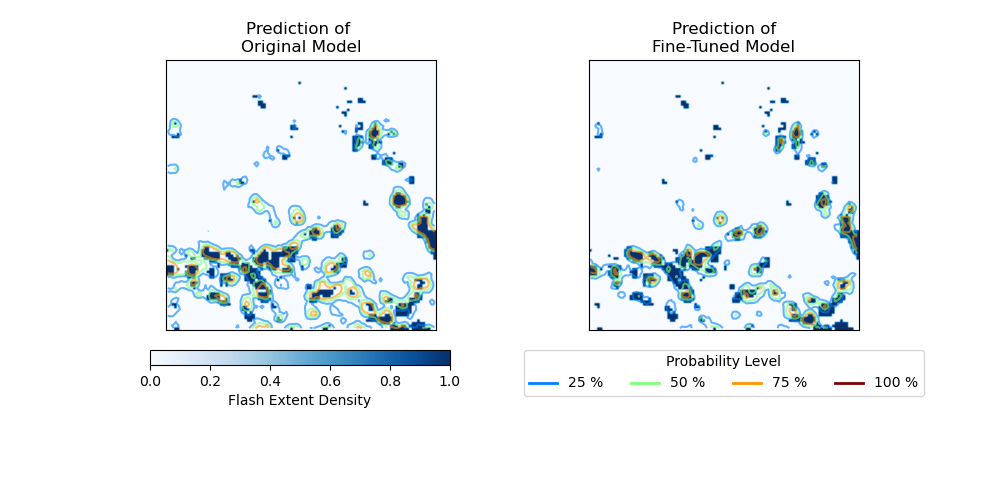 Prediction of
Original Model
Prediction of
Fine-Tuned Model
0.0 0.2 0.4 0.6 0.8 1.0
Flash Extent Density
Probability Level
25 % 50 % 75 % 100 %